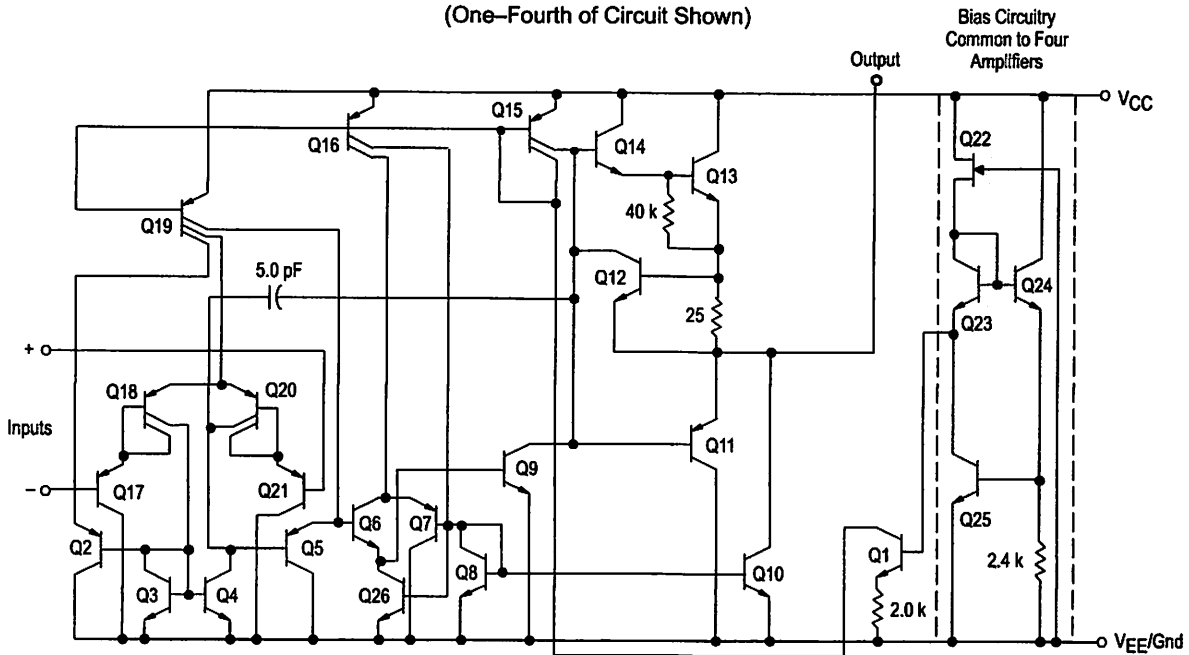 (One–Fourth of Circuit Shown)
Bias Circuitry
Common to Four
Amplifiers
Output
VCC
Q15
Q22
Q16
Q14
Q13
Q19
40 k
5.0 pF
Q12
Q24
Q23
25
+
Q18
Q20
Inputs
Q11
Q9
–
Q17
Q21
Q6
Q7
Q25
Q2
Q5
Q1
Q8
Q10
2.4 k
Q3
Q4
Q26
2.0 k
VEE/Gnd